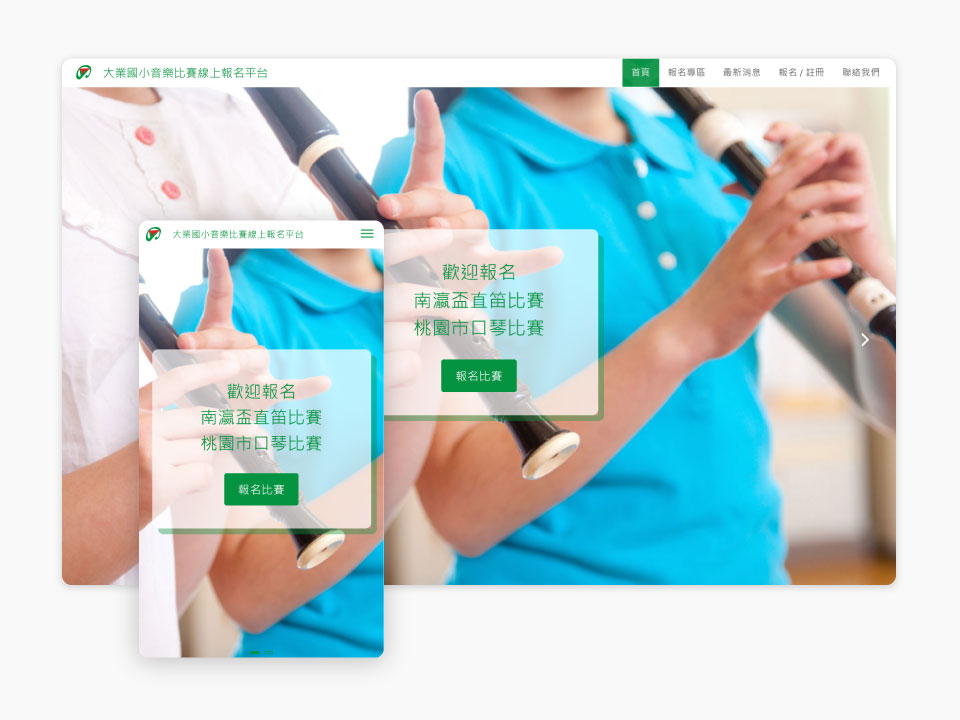 大業國小音樂比賽線上報名平台
首頁 報名專區 最新消息 報名 / 註冊 聯絡我們
歡迎報名
南瀛盃直笛比賽
桃園市口琴比賽
報名比賽
大業國小音樂比賽線上報名平台
歡迎報名
南瀛盃直笛比賽
桃園市口琴比賽
報名比賽